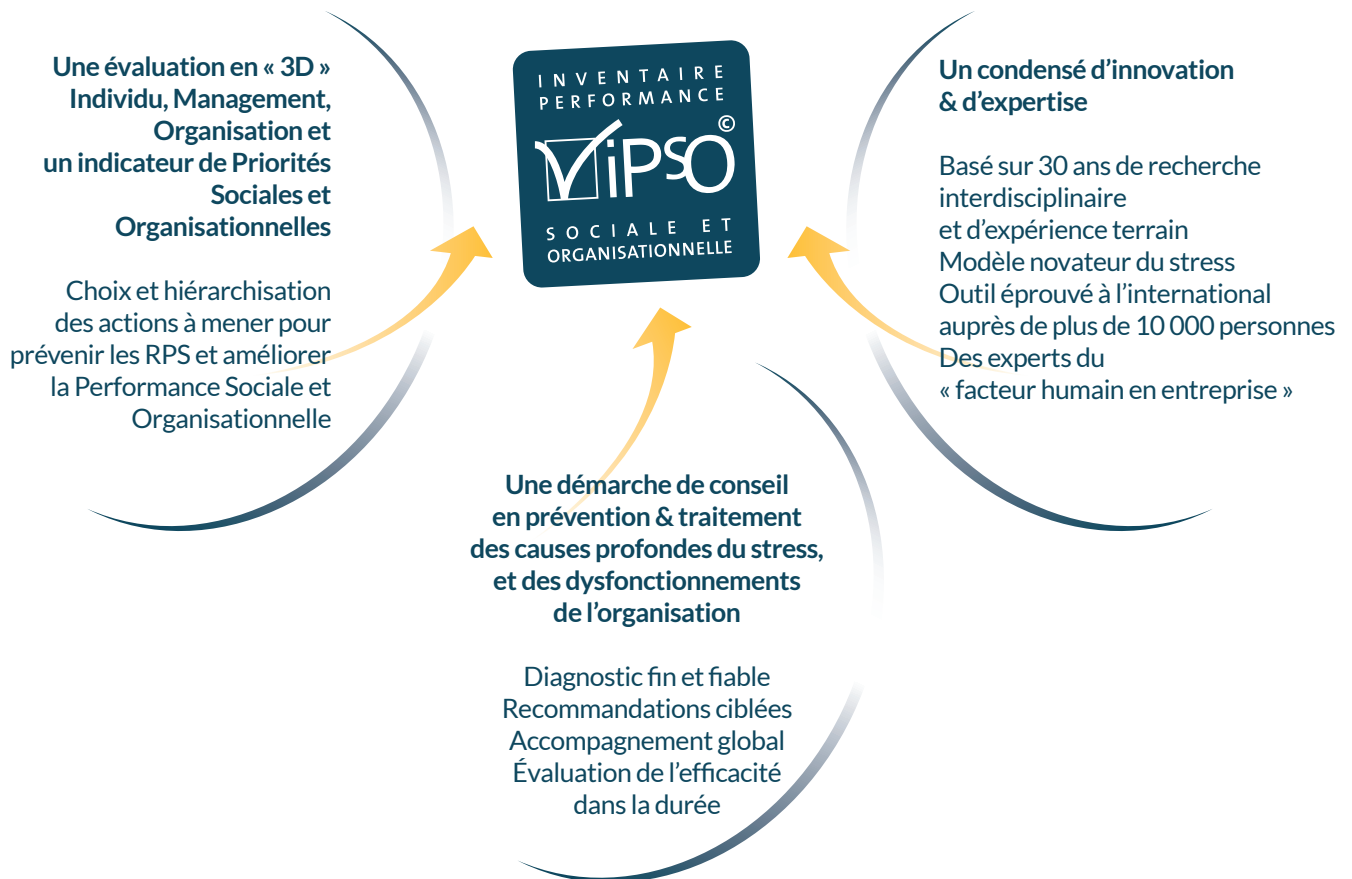 Une évaluation en « 3D »
Individu, Management,
Organisation et
un indicateur de Priorités
Sociales et
Organisationnelles
Choix et hiérarchisation
des actions à mener pour
prévenir les RPS et améliorer
la Performance Sociale et
Organisationnelle
INVENTAIRE
PERFORMANCE
ViPSO©
SOCIALE ET
ORGANISATIONNELLE
Un condensé d’innovation
& d’expertise
Basé sur 30 ans de recherche
interdisciplinaire
et d’expérience terrain
Modèle novateur du stress
Outil éprouvé à l’international
auprès de plus de 10 000 personnes
Des experts du
« facteur humain en entreprise »
Une démarche de conseil
en prévention & traitement
des causes profondes du stress,
et des dysfonctionnements
de l’organisation
Diagnostic fin et fiable
Recommandations ciblées
Accompagnement global
Évaluation de l’efficacité
dans la durée